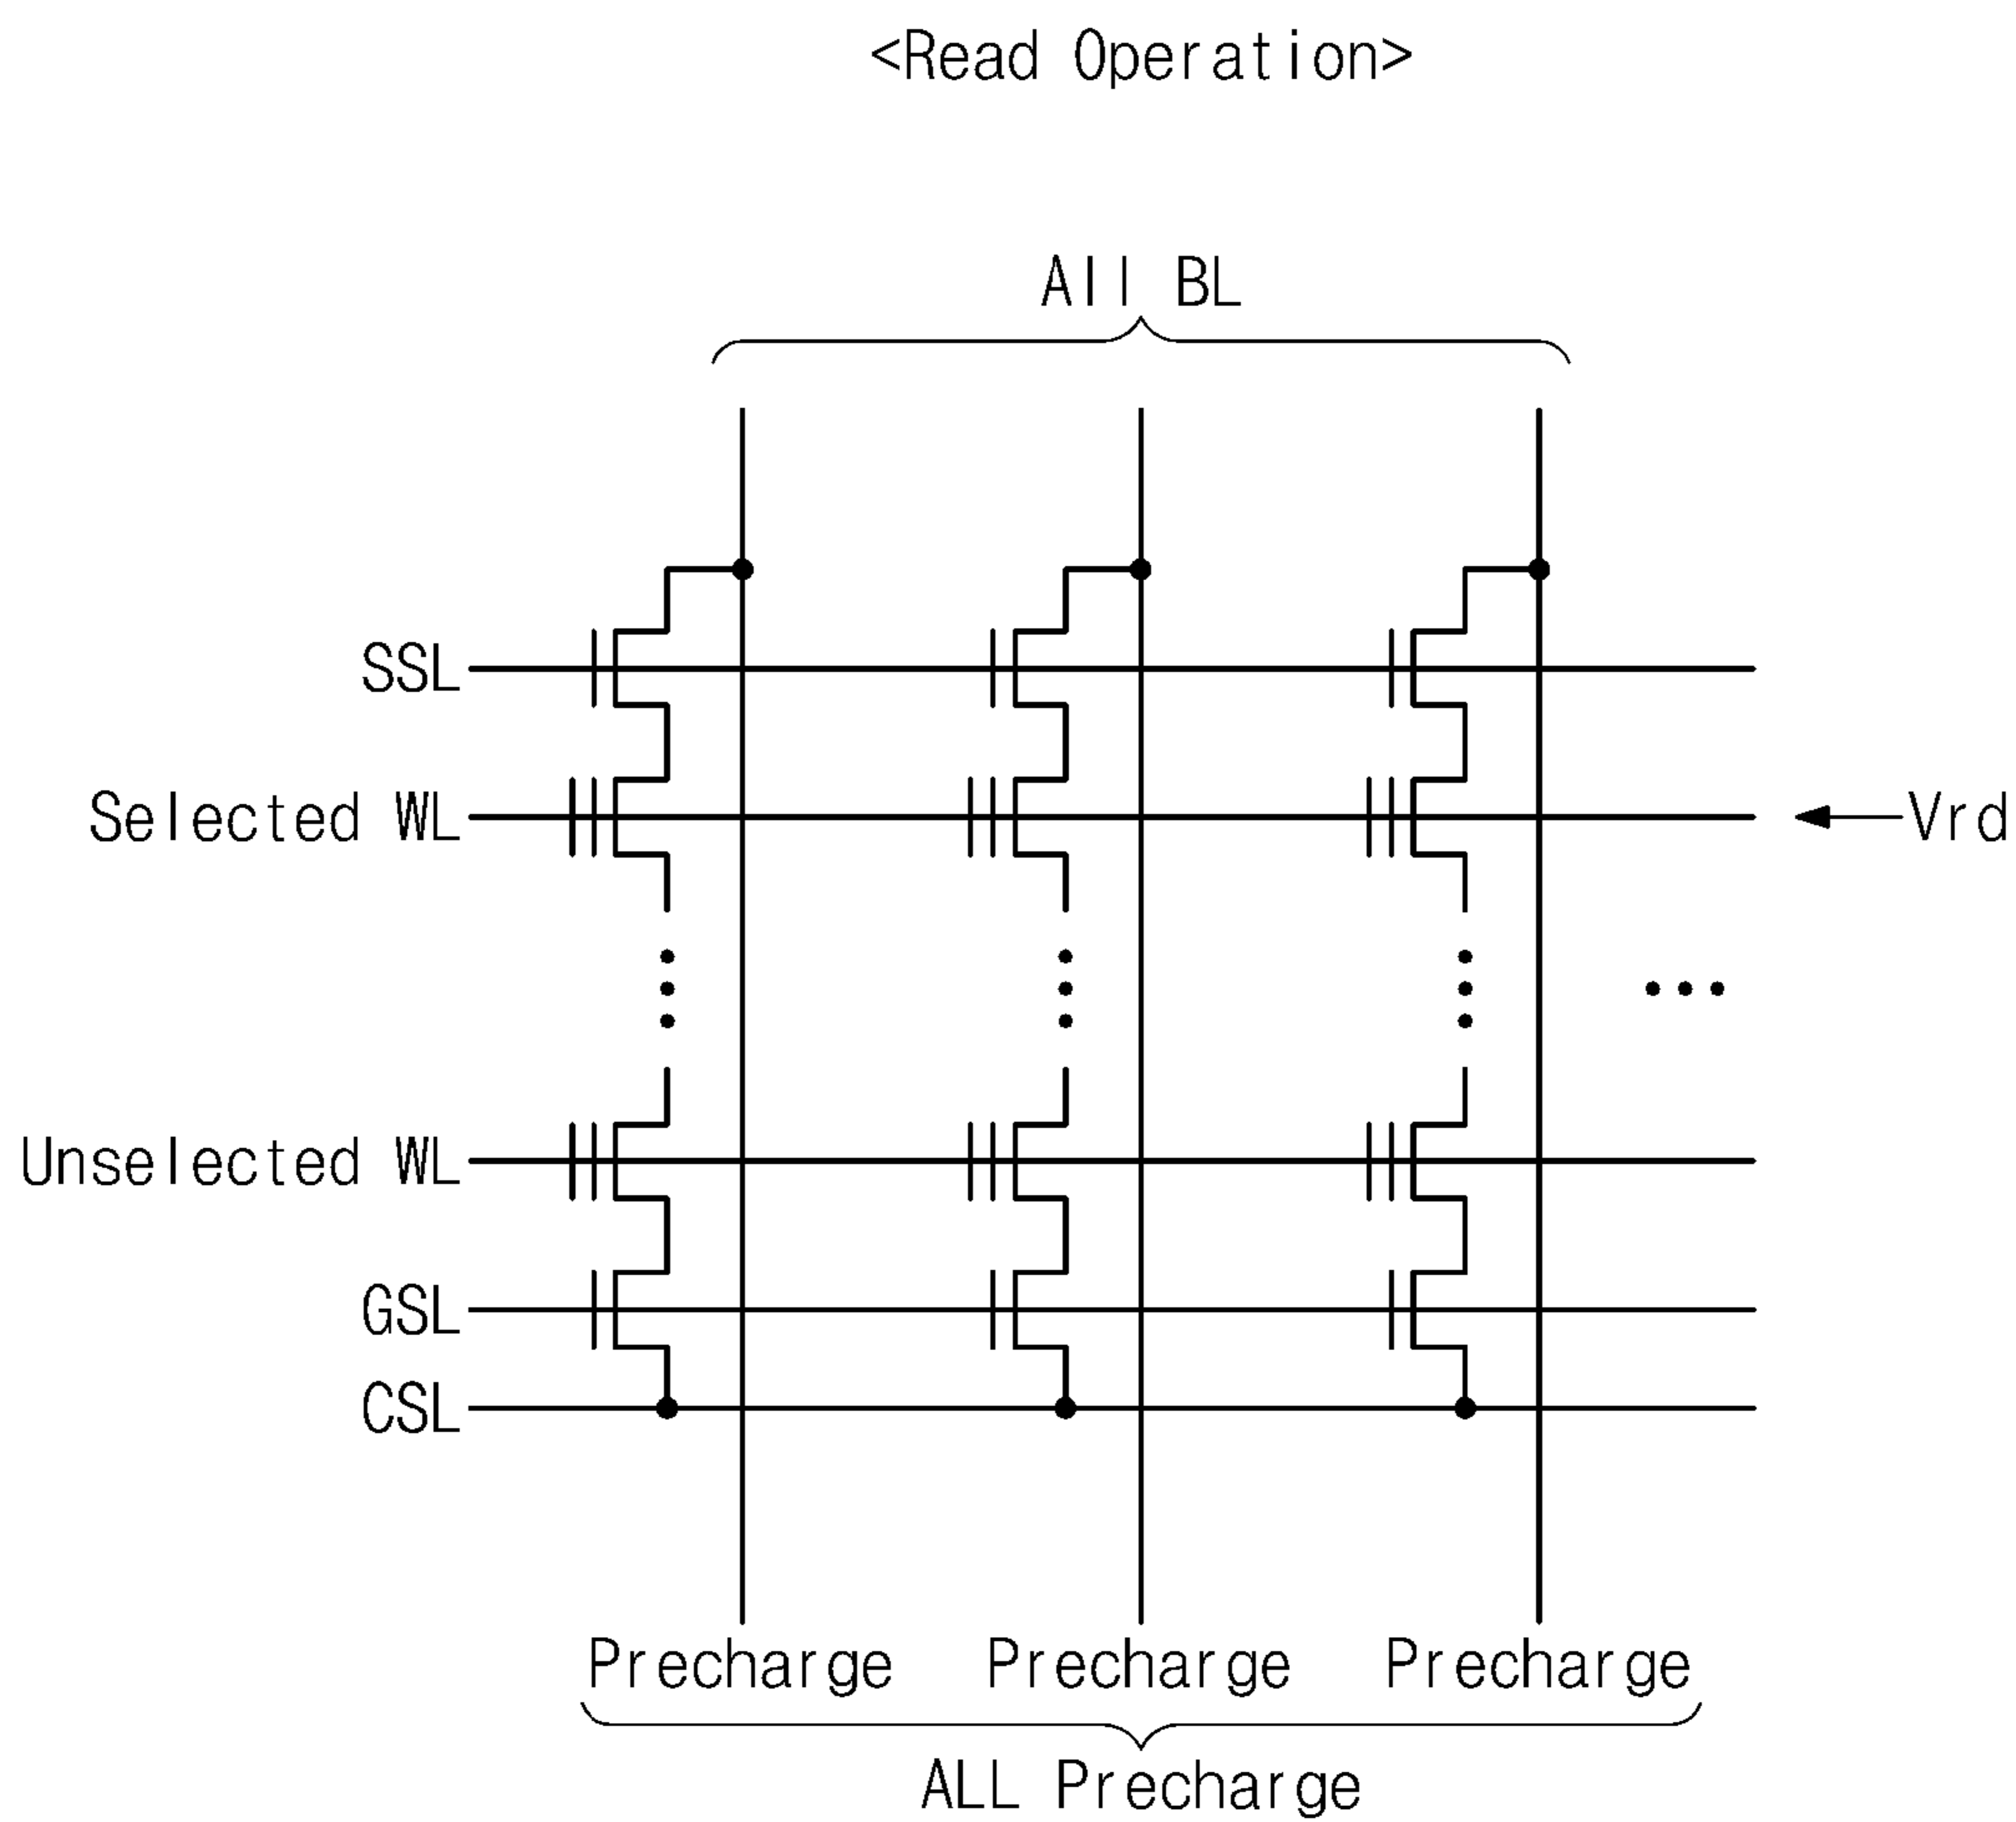 <Read Operation>
All BL
SSL
Selected WL
Vrd
Unselected WL
GSL
CSL
Precharge Precharge Precharge
ALL Precharge